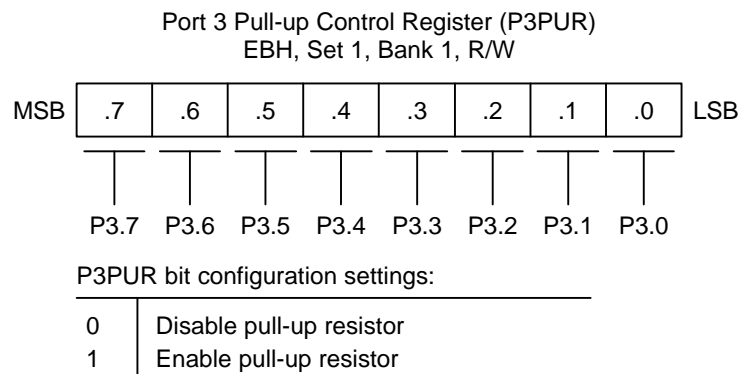 Port 3 Pull-up Control Register (P3PUR)
EBH, Set 1, Bank 1, R/W
MSB .7 .6 .5 .4 .3 .2 .1 .0 LSB
P3.7 P3.6 P3.5 P3.4 P3.3 P3.2 P3.1 P3.0
P3PUR bit configuration settings:
0 Disable pull-up resistor
1 Enable pull-up resistor